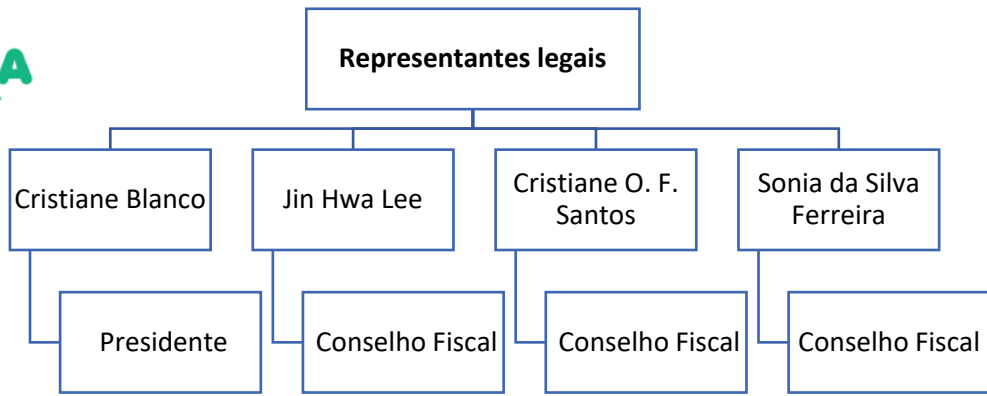 A
Representantes legais
Cristiane Blanco
Jin Hwa Lee
Cristiane O. F.
Santos
Sonia da Silva
Ferreira
Presidente
Conselho Fiscal
Conselho Fiscal
Conselho Fiscal